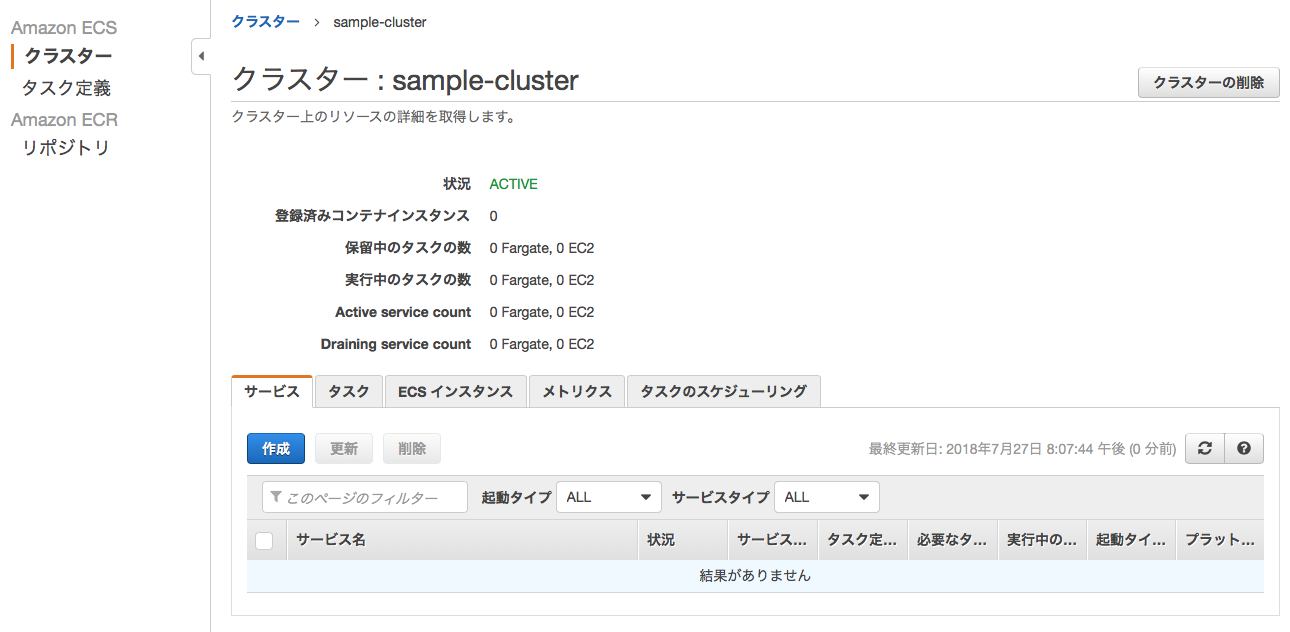 Amazon ECS
クラスター
タスク定義
Amazon ECR
リポジトリ
クラスター > sample-cluster
クラスター : sample-cluster
クラスターの削除
クラスター上のリソースの詳細を取得します。
状況 ACTIVE
登録済みコンテナインスタンス 0
保留中のタスクの数 0 Fargate, 0 EC2
実行中のタスクの数 0 Fargate, 0 EC2
Active service count 0 Fargate, 0 EC2
Draining service count 0 Fargate, 0 EC2
サービス タスク ECS インスタンス メトリクス タスクのスケジューリング
作成 更新 削除 最終更新日: 2018年7月27日 8:07:44 午後 (0 分前)
このページのフィルター 起動タイプ ALL サービスタイプ ALL
サービス名 状況 サービス... タスク定... 必要なタ... 実行中の... 起動タイ... プラット...
結果がありません